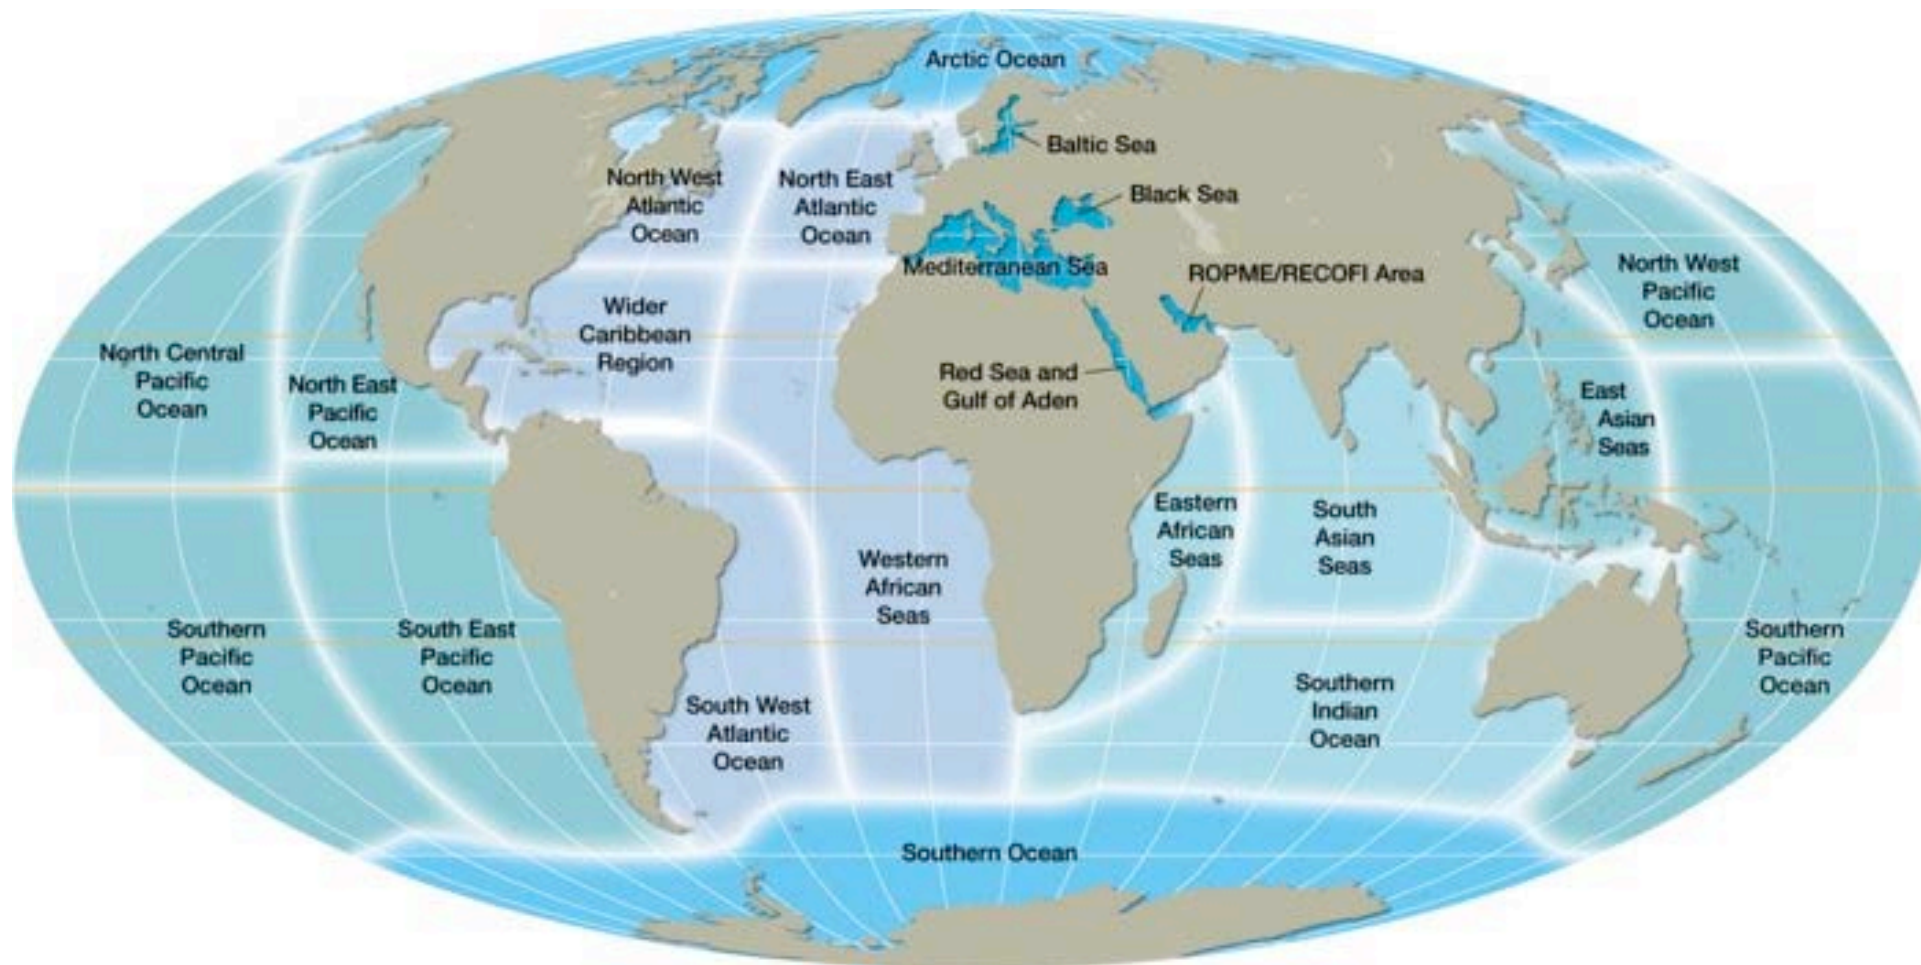 Arctic Ocean
Baltic Sea
North West
Atlantic
Ocean
North East
Atlantic
Ocean
Black Sea
Mediterranean Sea
ROPME/RECOFI Area
North West
Pacific
Ocean
Wider
Caribbean
Region
North Central
Pacific
Ocean
North East
Pacific
Ocean
Red Sea and
Gulf of Aden
East
Asian
Seas
Eastern
African
Seas
South
Asian
Seas
Western
African
Seas
Southern
Pacific
Ocean
South East
Pacific
Ocean
Southern
Pacific
Ocean
South West
Atlantic
Ocean
Southern
Indian
Ocean
Southern Ocean